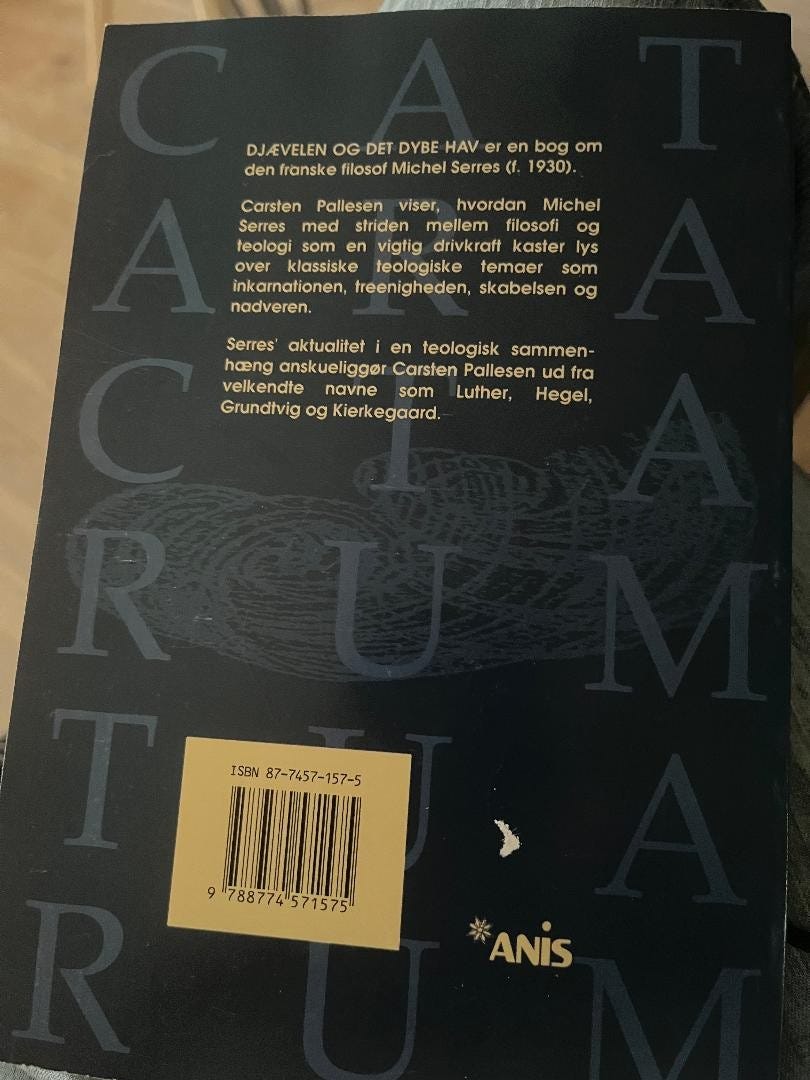 C A T
DJÆVELEN OG DET DYBE HAV er en bog om
den franske filosof Michel Serres (f. 1930).
A R A
Carsten Pallesen viser, hvordan Michel
Serres med striden mellem filosofi og
teologi som en vigtig drivkraft kaster lys
over klassiske teologiske temaer som
inkarnationen, treenigheden, skabelsen og
nadveren.
Serres' aktualitet i en teologisk sammen-
hæng anskueliggør Carsten Pallesen ud fra
velkendte navne som Luther, Hegel,
Grundtvig og Kierkegaard.
C T A
R U M
T U A
ISBN 87-7457-157-5
9 788774 571575
*ANIS
R U M